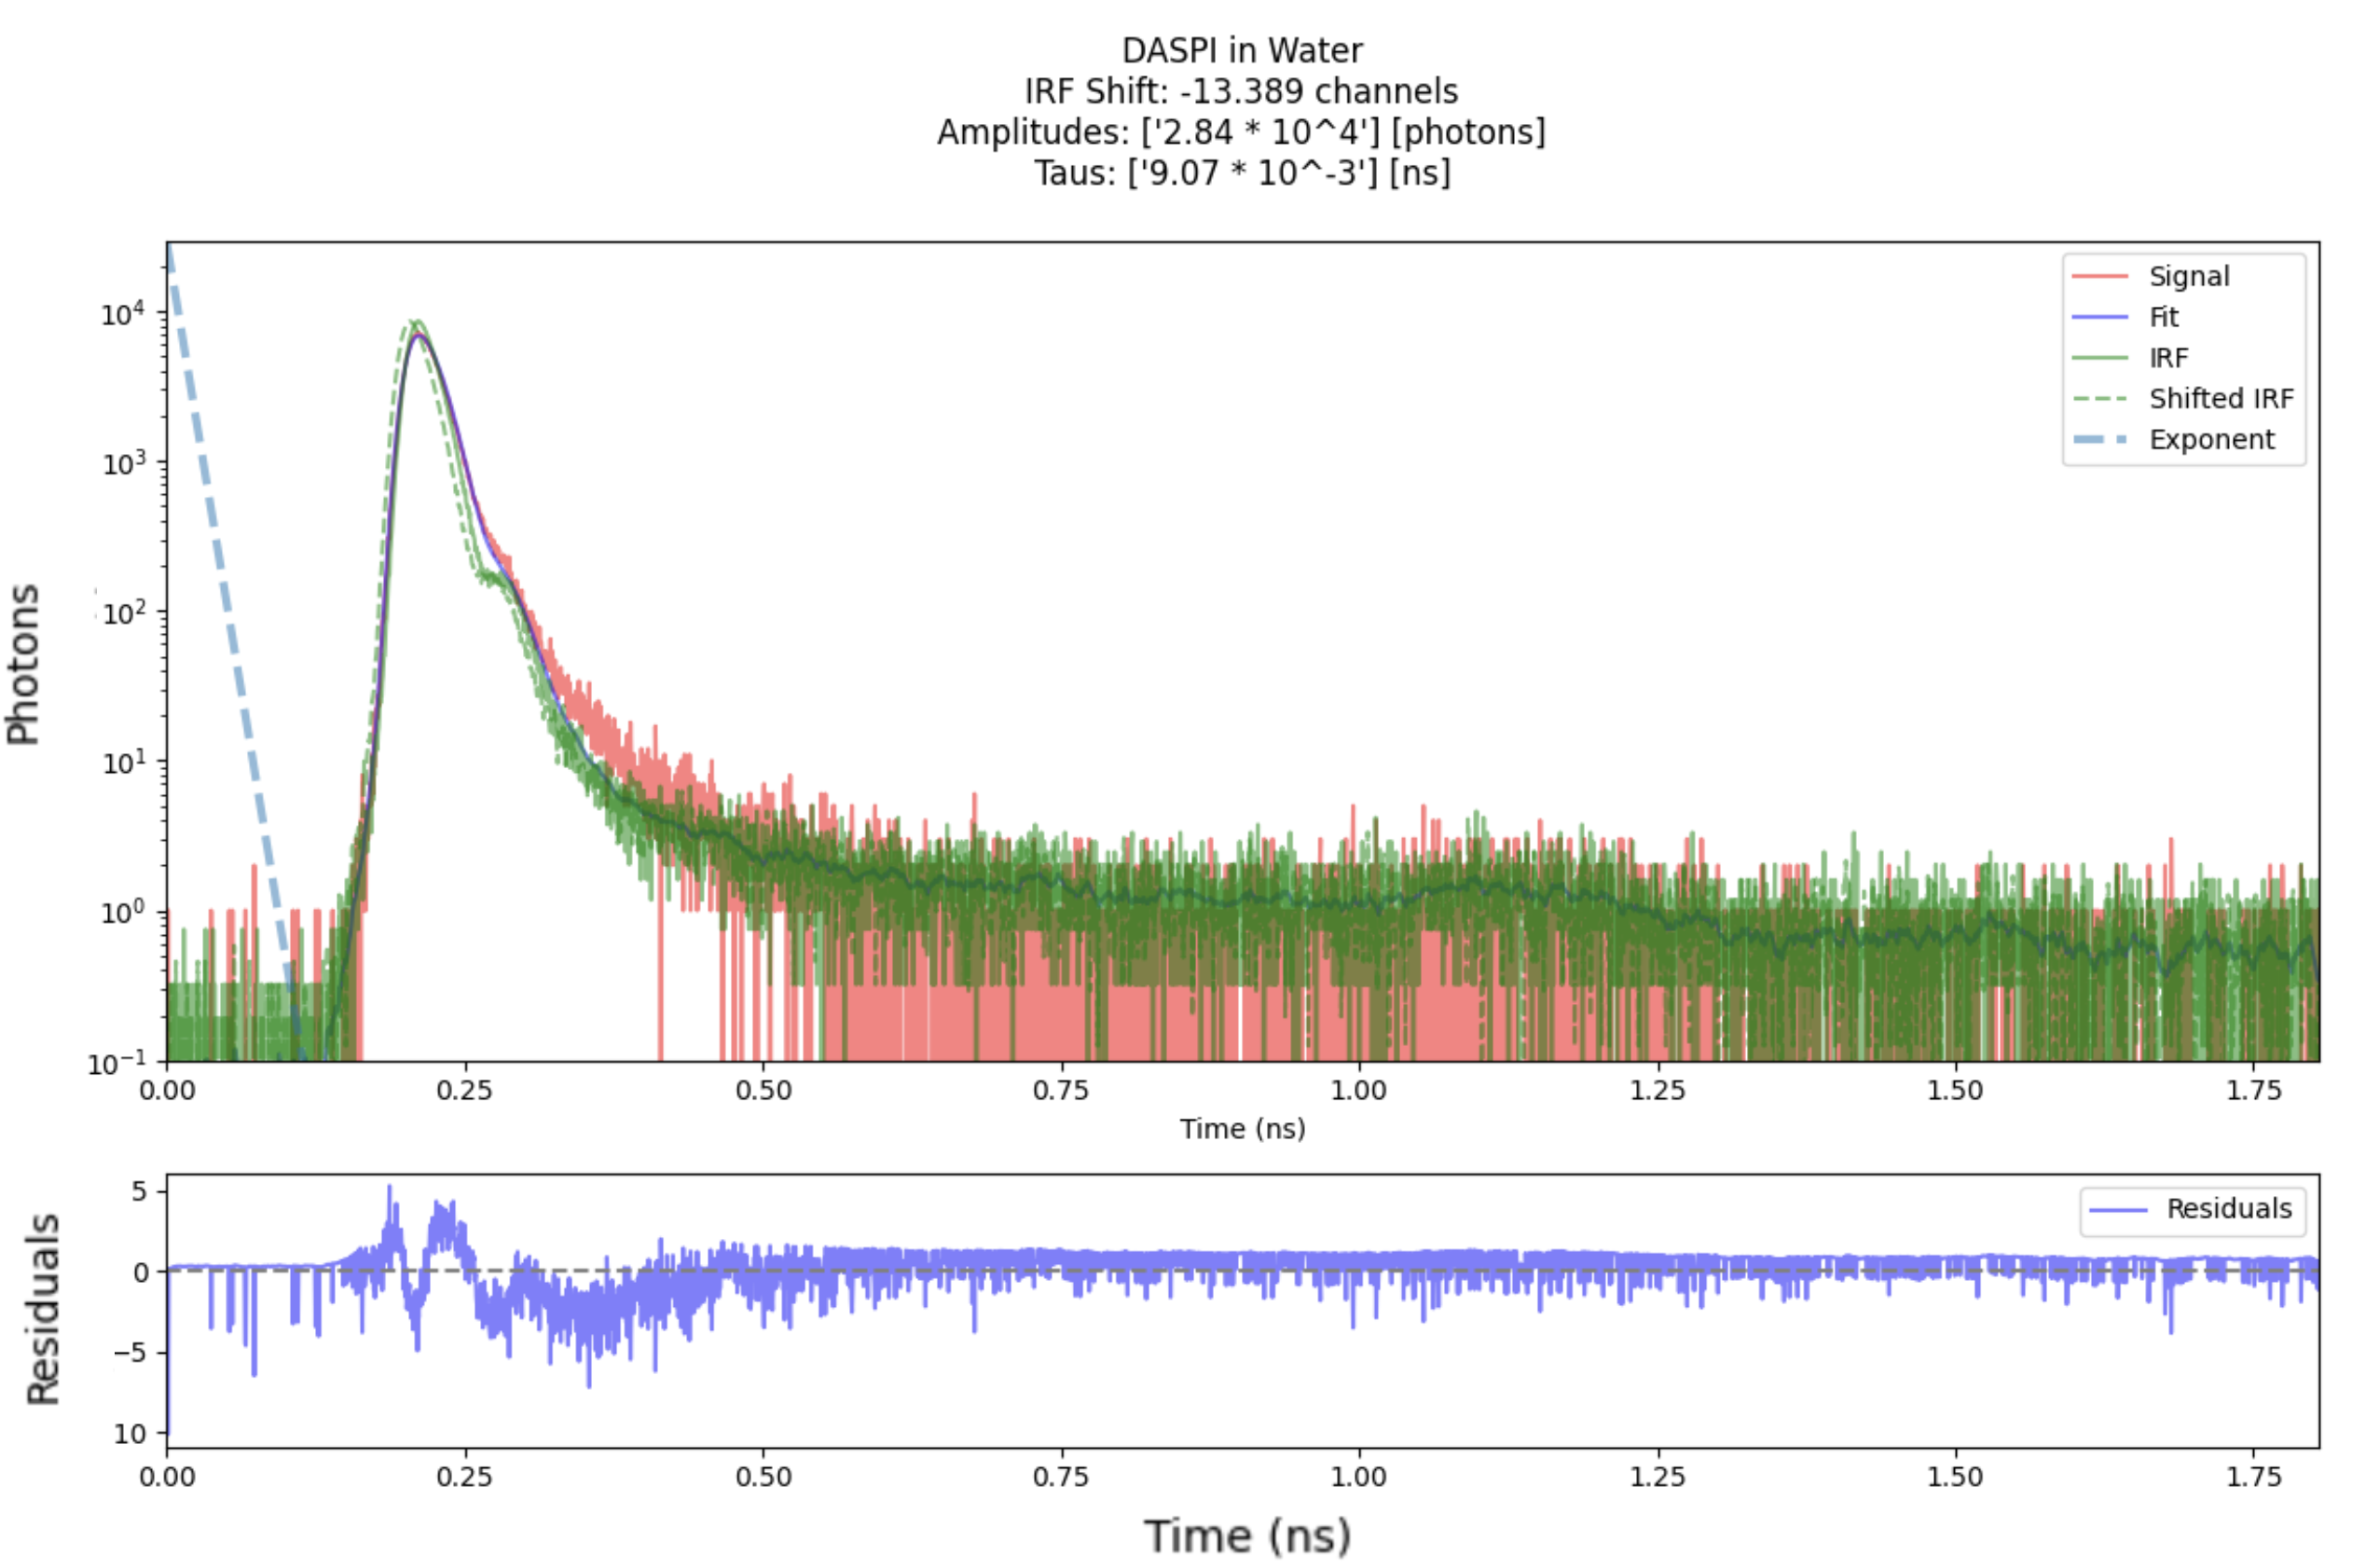 DASPI in Water
IRF Shift: -13.389 channels
Amplitudes: ['2.84 * 10^4'] [photons]
Taus: ['9.07 * 10^-3'] [ns]
Signal
Fit
IRF
Shifted IRF
Exponent
Photons
10⁴
10³
10²
10¹
10⁰
10⁻¹
0.00 0.25 0.50 0.75 1.00 1.25 1.50 1.75
Time (ns)
Residuals
Residuals
5
0
−5
10
0.00 0.25 0.50 0.75 1.00 1.25 1.50 1.75
Time (ns)